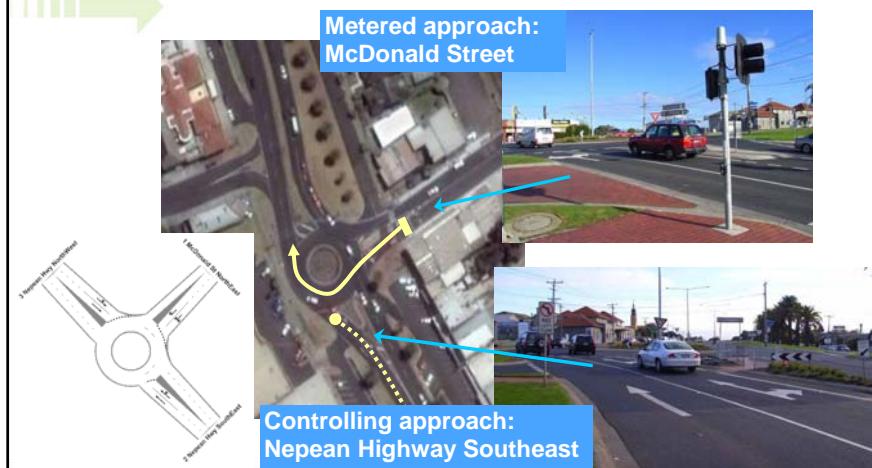 Metered approach:
McDonald Street
3 Nepean Hwy NorthWest
1 McDonald St NorthEast
2 Nepean Hwy SouthEast
Controlling approach:
Nepean Highway Southeast